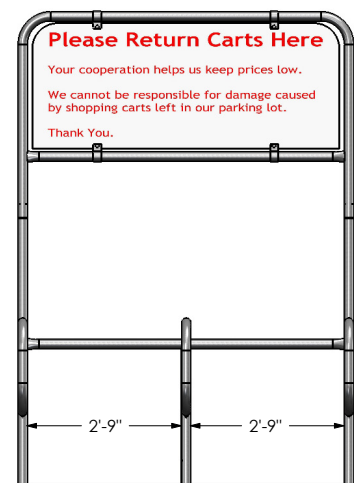 Please Return Carts Here
Your cooperation helps us keep prices low.
We cannot be responsible for damage caused
by shopping carts left in our parking lot.
Thank You.
2'-9" 2'-9"